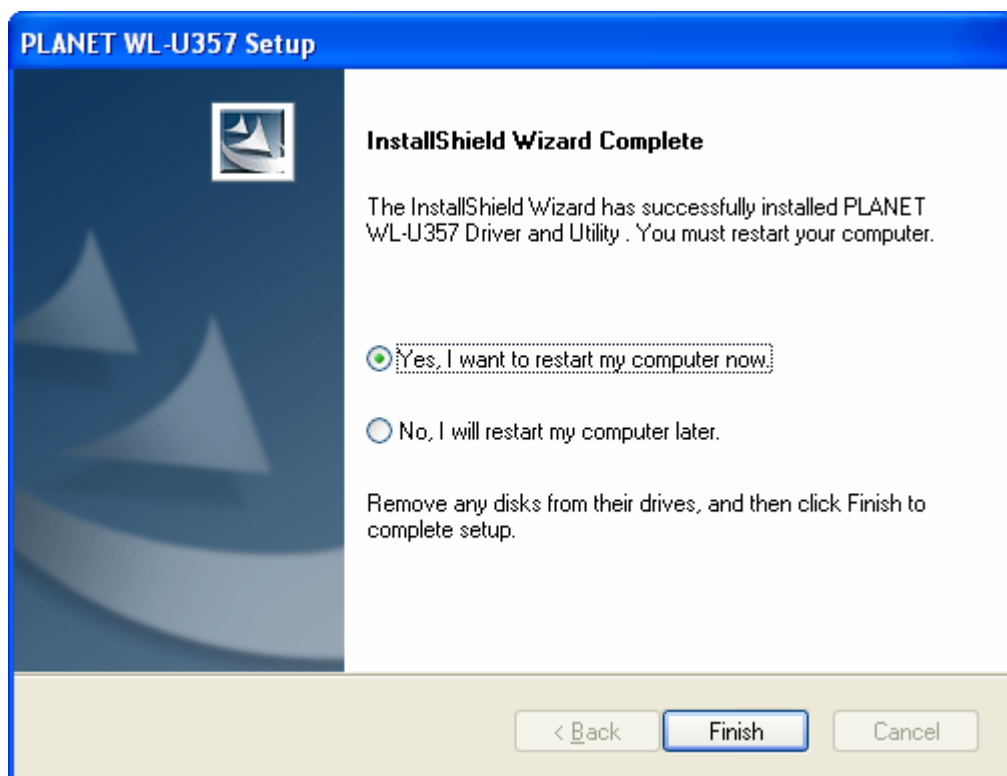 PLANET WL-U357 Setup
InstallShield Wizard Complete
The InstallShield Wizard has successfully installed PLANET
WL-U357 Driver and Utility . You must restart your computer.
Yes, I want to restart my computer now.
No, I will restart my computer later.
Remove any disks from their drives, and then click Finish to
complete setup.
< Back Finish Cancel